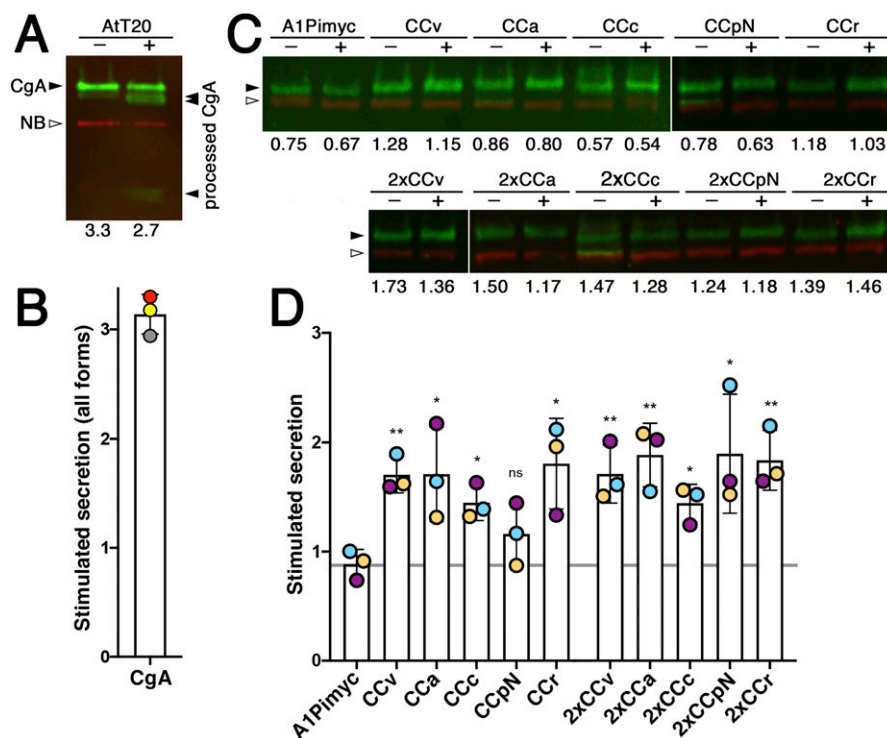 A
AtT20
− +
CgA
NB
processed CgA
3.3 2.7
C
A1Pimyc CCv CCa CCc CCpN CCr
− + − + − + − + − + − +
0.75 0.67 1.28 1.15 0.86 0.80 0.57 0.54 0.78 0.63 1.18 1.03
2xCCv 2xCCa 2xCCc 2xCCpN 2xCCr
− + − + − + − + − +
1.73 1.36 1.50 1.17 1.47 1.28 1.24 1.18 1.39 1.46
B
Stimulated secretion (all forms)
3
2
1
0
CgA
D
Stimulated secretion
3
2
1
0
** * * ns * ** ** * * **
A1Pimyc CCv CCa CCc CCpN CCr 2xCCv 2xCCa 2xCCc 2xCCpN 2xCCr